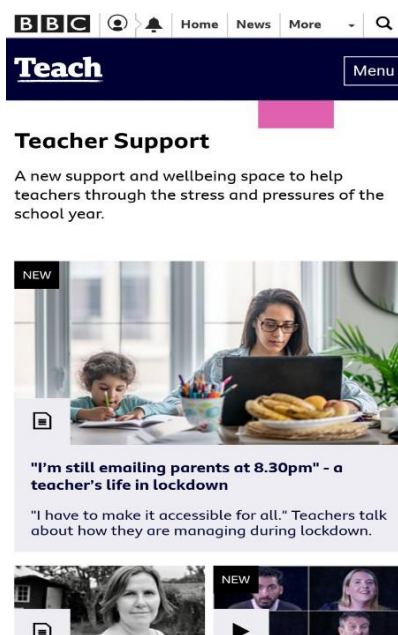 BBC Home News More
Teach Menu
Teacher Support
A new support and wellbeing space to help
teachers through the stress and pressures of the
school year.
NEW
"I'm still emailing parents at 8.30pm" - a
teacher's life in lockdown
"I have to make it accessible for all." Teachers talk
about how they are managing during lockdown.
NEW